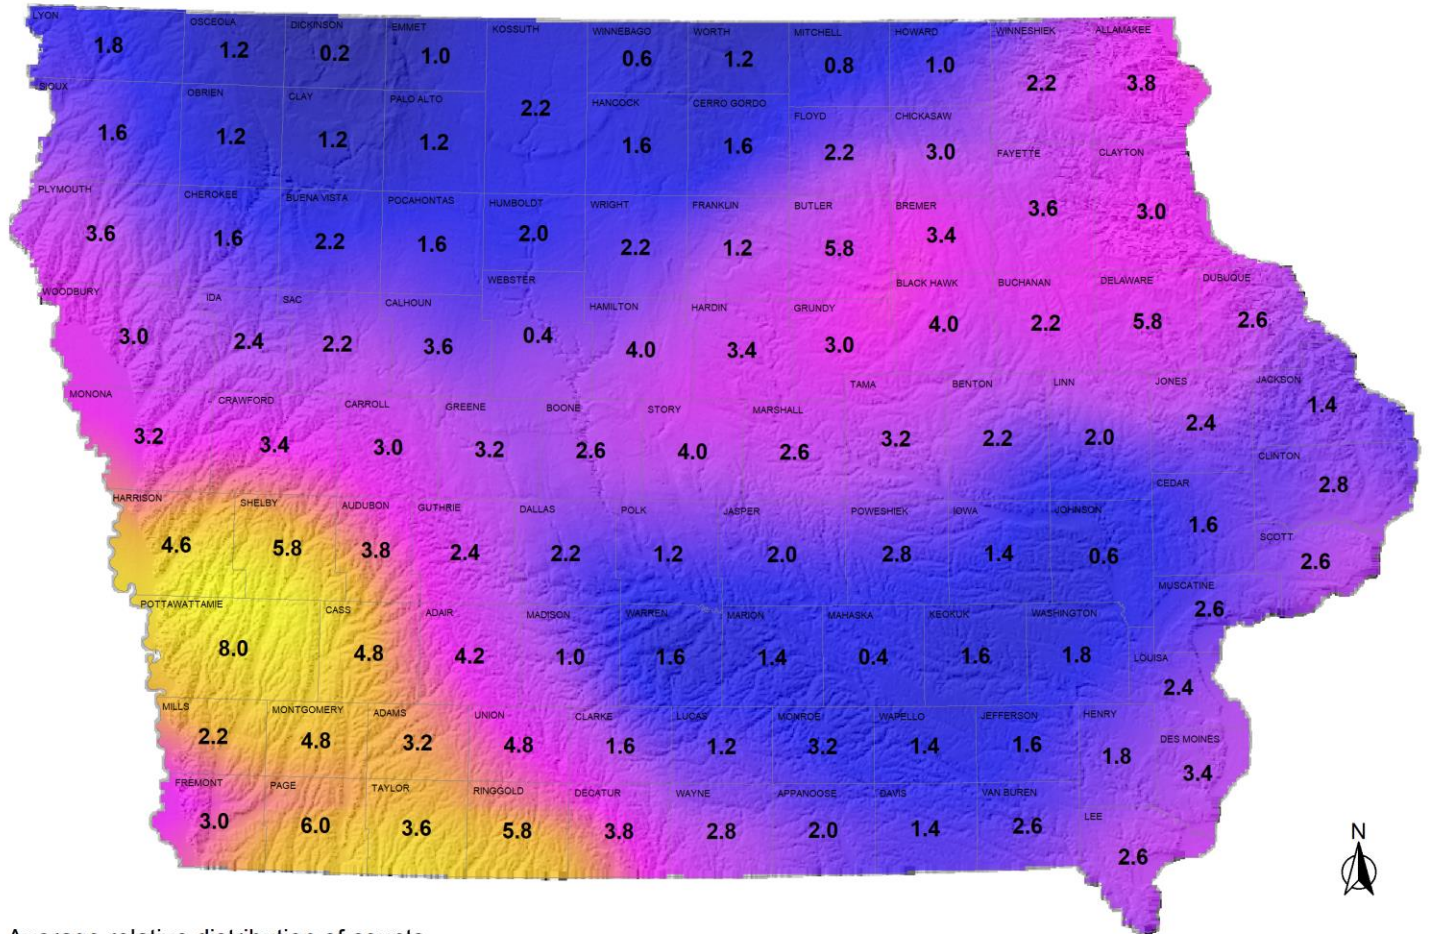 LYON OSCEOLA DICKINSON EMMET KOSSUTH WINNEBAGO WORTH MITCHELL HOWARD WINNESHIEK ALLAMAKEE
1.8 1.2 0.2 1.0 2.2 0.6 1.2 0.8 1.0 2.2 3.8
SIOUX OBRIEN CLAY PALO ALTO HANCOCK CERRO GORDO FLOYD CHICKASAW FAYETTE CLAYTON
1.6 1.2 1.2 1.2 1.6 1.6 2.2 3.0 3.6 3.0
PLYMOUTH CHEROKEE BUENA VISTA POCAHONTAS HUMBOLDT WRIGHT FRANKLIN BUTLER BREMER
3.6 1.6 2.2 1.6 2.0 2.2 1.2 5.8 3.4
WOODBURY IDA SAC CALHOUN WEBSTER HAMILTON HARDIN GRUNDY BLACK HAWK BUCHANAN DELAWARE DUBUQUE
3.0 2.4 2.2 3.6 0.4 4.0 3.4 3.0 4.0 2.2 5.8 2.6
MONONA CRAWFORD CARROLL GREENE BOONE STORY MARSHALL TAMA BENTON LINN JONES JACKSON
3.2 3.4 3.0 3.2 2.6 4.0 2.6 3.2 2.2 2.0 2.4 1.4
CLINTON
2.8
HARRISON SHELBY AUDUBON GUTHRIE DALLAS POLK JASPER POWESHIEK IOWA JOHNSON CEDAR SCOTT
4.6 5.8 3.8 2.4 2.2 1.2 2.0 2.8 1.4 0.6 1.6 2.6
POTTAWATTAMIE CASS ADAIR MADISON WARREN MARION MAHASKA KEOKUK WASHINGTON MUSCATINE
8.0 4.8 4.2 1.0 1.6 1.4 0.4 1.6 1.8 2.6
LOUISA
2.4
MILLS MONTGOMERY ADAMS UNION CLARKE LUCAS MONROE WAPELLO JEFFERSON HENRY DES MOINES
2.2 4.8 3.2 4.8 1.6 1.2 3.2 1.4 1.6 1.8 3.4
FREMONT PAGE TAYLOR RINGGOLD DECATUR WAYNE APPANOOSE DAVIS VAN BUREN LEE
3.0 6.0 3.6 5.8 3.8 2.8 2.0 1.4 2.6 2.6
N
Average relative distribution of